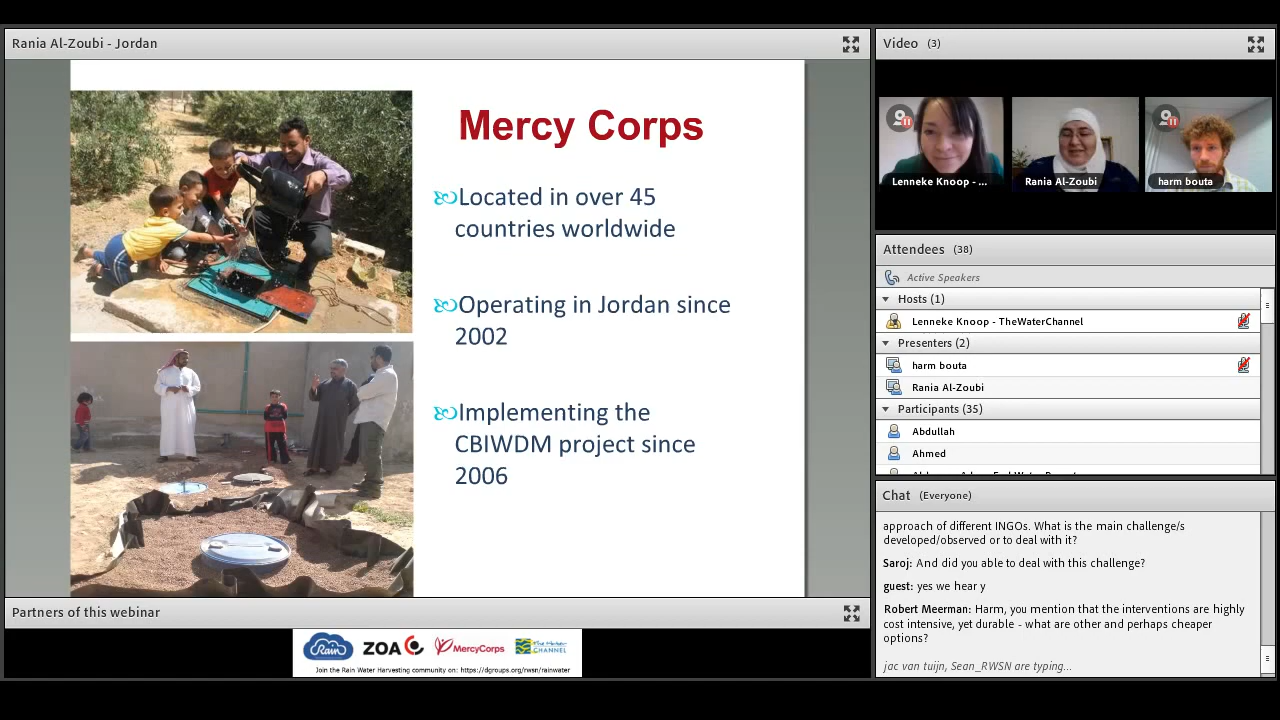 Rania Al-Zoubi - Jordan
Mercy Corps
Located in over 45
countries worldwide
Operating in Jordan since
2002
Implementing the
CBIWDM project since
2006
Partners of this webinar
Rain
ZOA
MercyCorps
The Water
CHANNEL
Join the Rain Water Harvesting community on: https://dgroups.org/rwsn/rainwater
Video (3)
Lenneke Knoop - ...
Rania Al-Zoubi
harm bouta
Attendees (38)
Active Speakers
Hosts (1)
Lenneke Knoop - TheWaterChannel
Presenters (2)
harm bouta
Rania Al-Zoubi
Participants (35)
Abdullah
Ahmed
Chat (Everyone)
approach of different INGOs. What is the main challenge/s
developed/observed or to deal with it?
Saroj: And did you able to deal with this challenge?
guest: yes we hear y
Robert Meerman: Harm, you mention that the interventions are highly
cost intensive, yet durable - what are other and perhaps cheaper
options?
jac van tuijn, Sean_RWSN are typing...